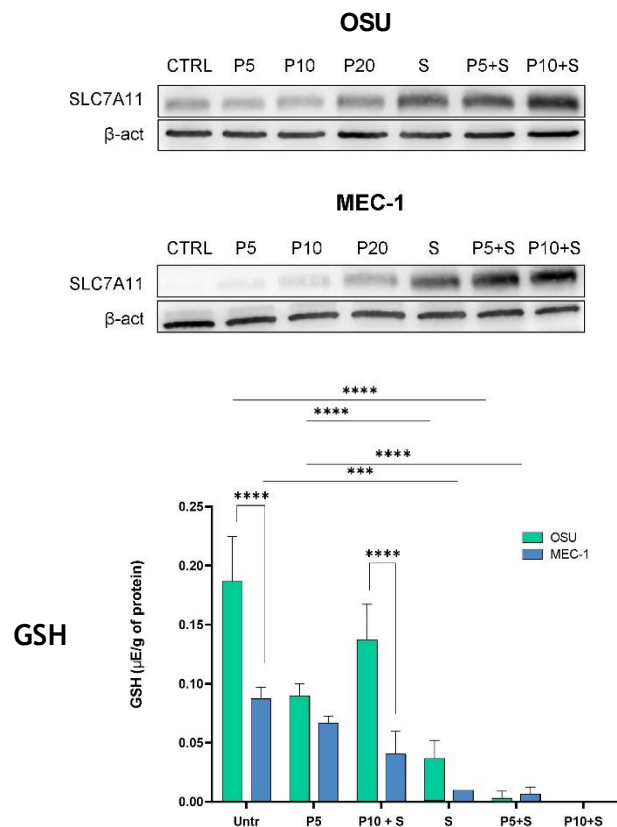 OSU
CTRL P5 P10 P20 S P5+S P10+S
SLC7A11
β-act
MEC-1
CTRL P5 P10 P20 S P5+S P10+S
SLC7A11
β-act
****
****
****
***
**** ****
OSU
MEC-1
GSH
GSH (µE/g of protein)
0.25
0.20
0.15
0.10
0.05
0.00
Untr P5 P10 + S S P5+S P10+S